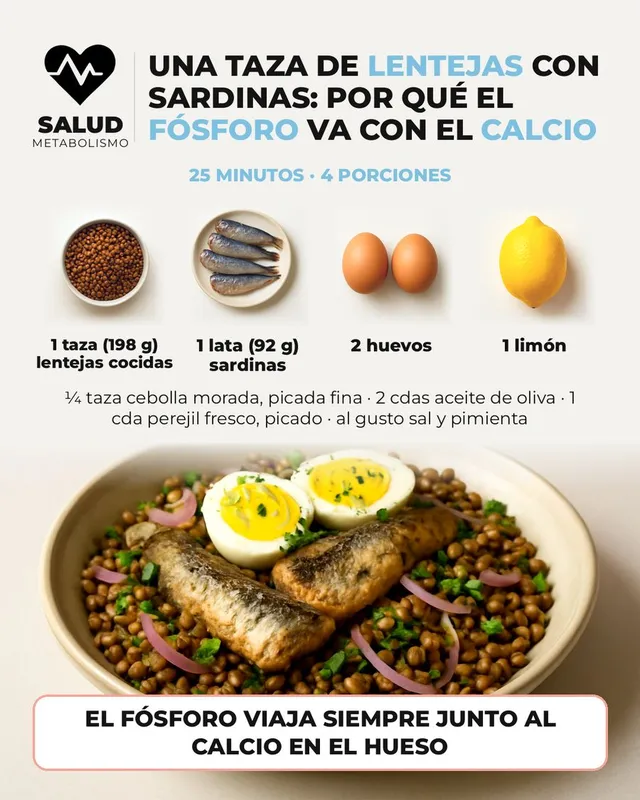 SALUD
METABOLISMO
UNA TAZA DE LENTEJAS CON
SARDINAS: POR QUÉ EL
FÓSFORO VA CON EL CALCIO
25 MINUTOS · 4 PORCIONES
1 taza (198 g)
lentejas cocidas
1 lata (92 g)
sardinas
2 huevos
1 limón
¼ taza cebolla morada, picada fina · 2 cdas aceite de oliva · 1
cda perejil fresco, picado · al gusto sal y pimienta
EL FÓSFORO VIAJA SIEMPRE JUNTO AL
CALCIO EN EL HUESO